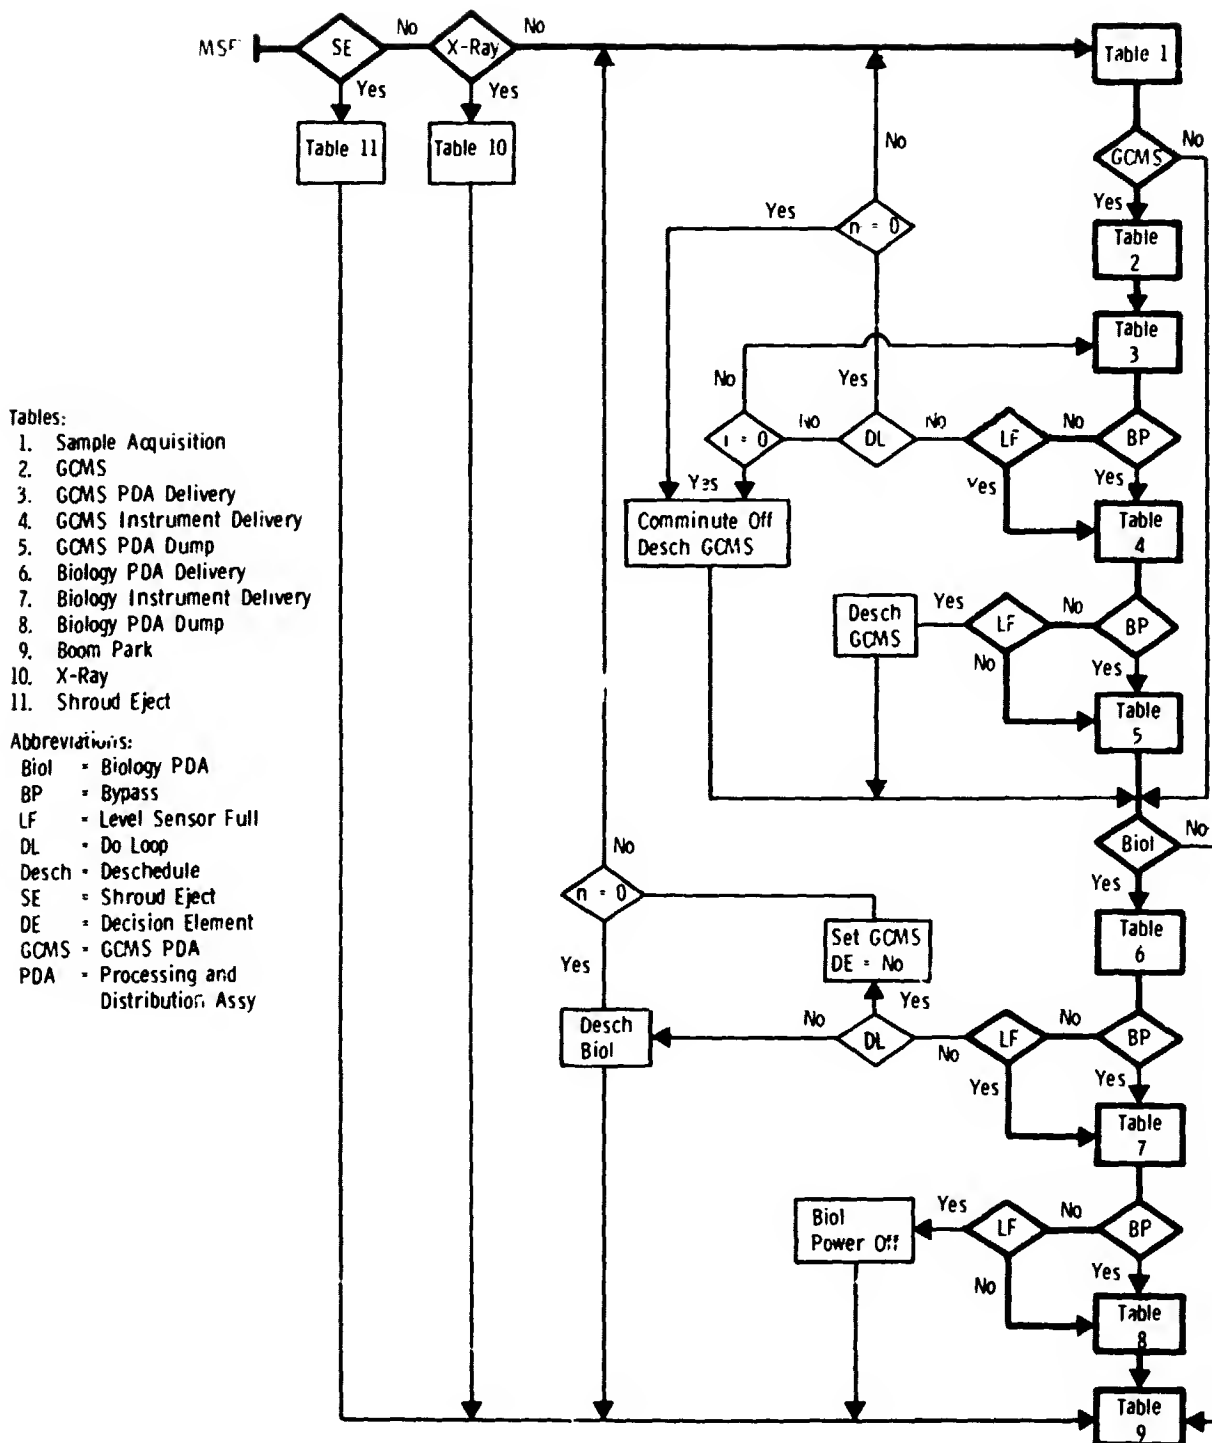 MSF
SE
No
X-Ray
No
Table 1
Yes
Yes
Table 11
Table 10
No
GCMS
No
Yes
Yes
n = 0
Table
2
Table
3
No
Yes
No
DL
No
LF
No
BP
= 0
Yes
Yes
Yes
Comminute Off
Desch GCMS
Table
4
Desch
GCMS
Yes
LF
No
BP
No
Yes
Table
5
Tables:
1. Sample Acquisition
2. GCMS
3. GCMS PDA Delivery
4. GCMS Instrument Delivery
5. GCMS PDA Dump
6. Biology PDA Delivery
7. Biology Instrument Delivery
8. Biology PDA Dump
9. Boom Park
10. X-Ray
11. Shroud Eject
Abbreviations:
Biol = Biology PDA
BP = Bypass
LF = Level Sensor Full
DL = Do Loop
Desch = Deschedule
SE = Shroud Eject
DE = Decision Element
GCMS = GCMS PDA
PDA = Processing and
Distribution Assy
Biol
No
Yes
No
n = 0
Table
6
Set GCMS
DE = No
Yes
Yes
Desch
Biol
No
DL
No
LF
No
BP
Yes
Yes
Table
7
Biol
Power Off
Yes
LF
No
BP
No
Yes
Table
8
Table
9